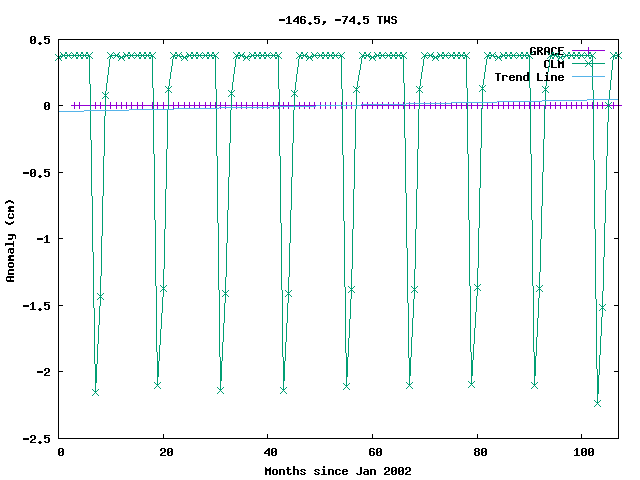 -146.5, -74.5 TWS
GRACE
CLM
Trend Line
0.5
0
-0.5
-1
-1.5
-2
-2.5
Anomaly (cm)
0 20 40 60 80 100
Months since Jan 2002